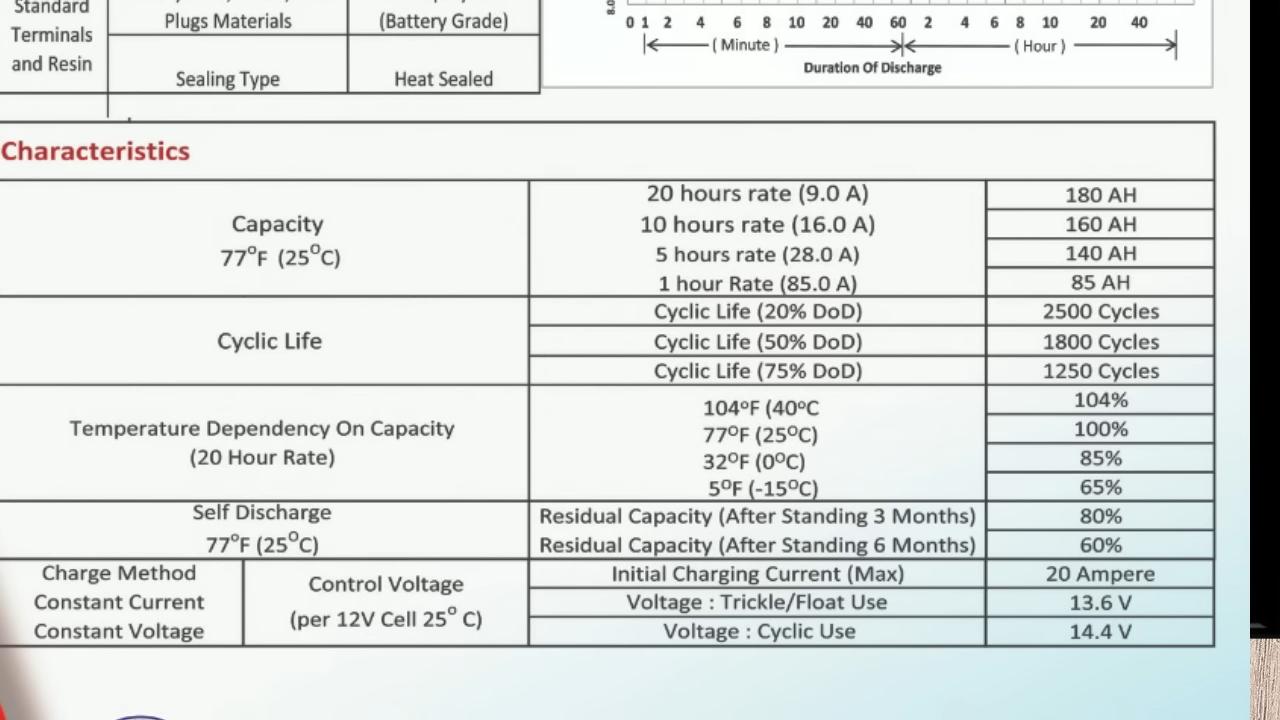 Standard
Terminals
and Resin
Plugs Materials
(Battery Grade)
Sealing Type
Heat Sealed
8.0
0 1 2 4 6 8 10 20 40 60 2 4 6 8 10 20 40
( Minute ) ( Hour )
Duration Of Discharge
Characteristics
Capacity
77°F (25°C)
20 hours rate (9.0 A) 180 AH
10 hours rate (16.0 A) 160 AH
5 hours rate (28.0 A) 140 AH
1 hour Rate (85.0 A) 85 AH
Cyclic Life
Cyclic Life (20% DoD) 2500 Cycles
Cyclic Life (50% DoD) 1800 Cycles
Cyclic Life (75% DoD) 1250 Cycles
Temperature Dependency On Capacity
(20 Hour Rate)
104°F (40°C 104%
77°F (25°C) 100%
32°F (0°C) 85%
5°F (-15°C) 65%
Self Discharge
77°F (25°C)
Residual Capacity (After Standing 3 Months) 80%
Residual Capacity (After Standing 6 Months) 60%
Charge Method
Constant Current
Constant Voltage
Control Voltage
(per 12V Cell 25° C)
Initial Charging Current (Max) 20 Ampere
Voltage : Trickle/Float Use 13.6 V
Voltage : Cyclic Use 14.4 V